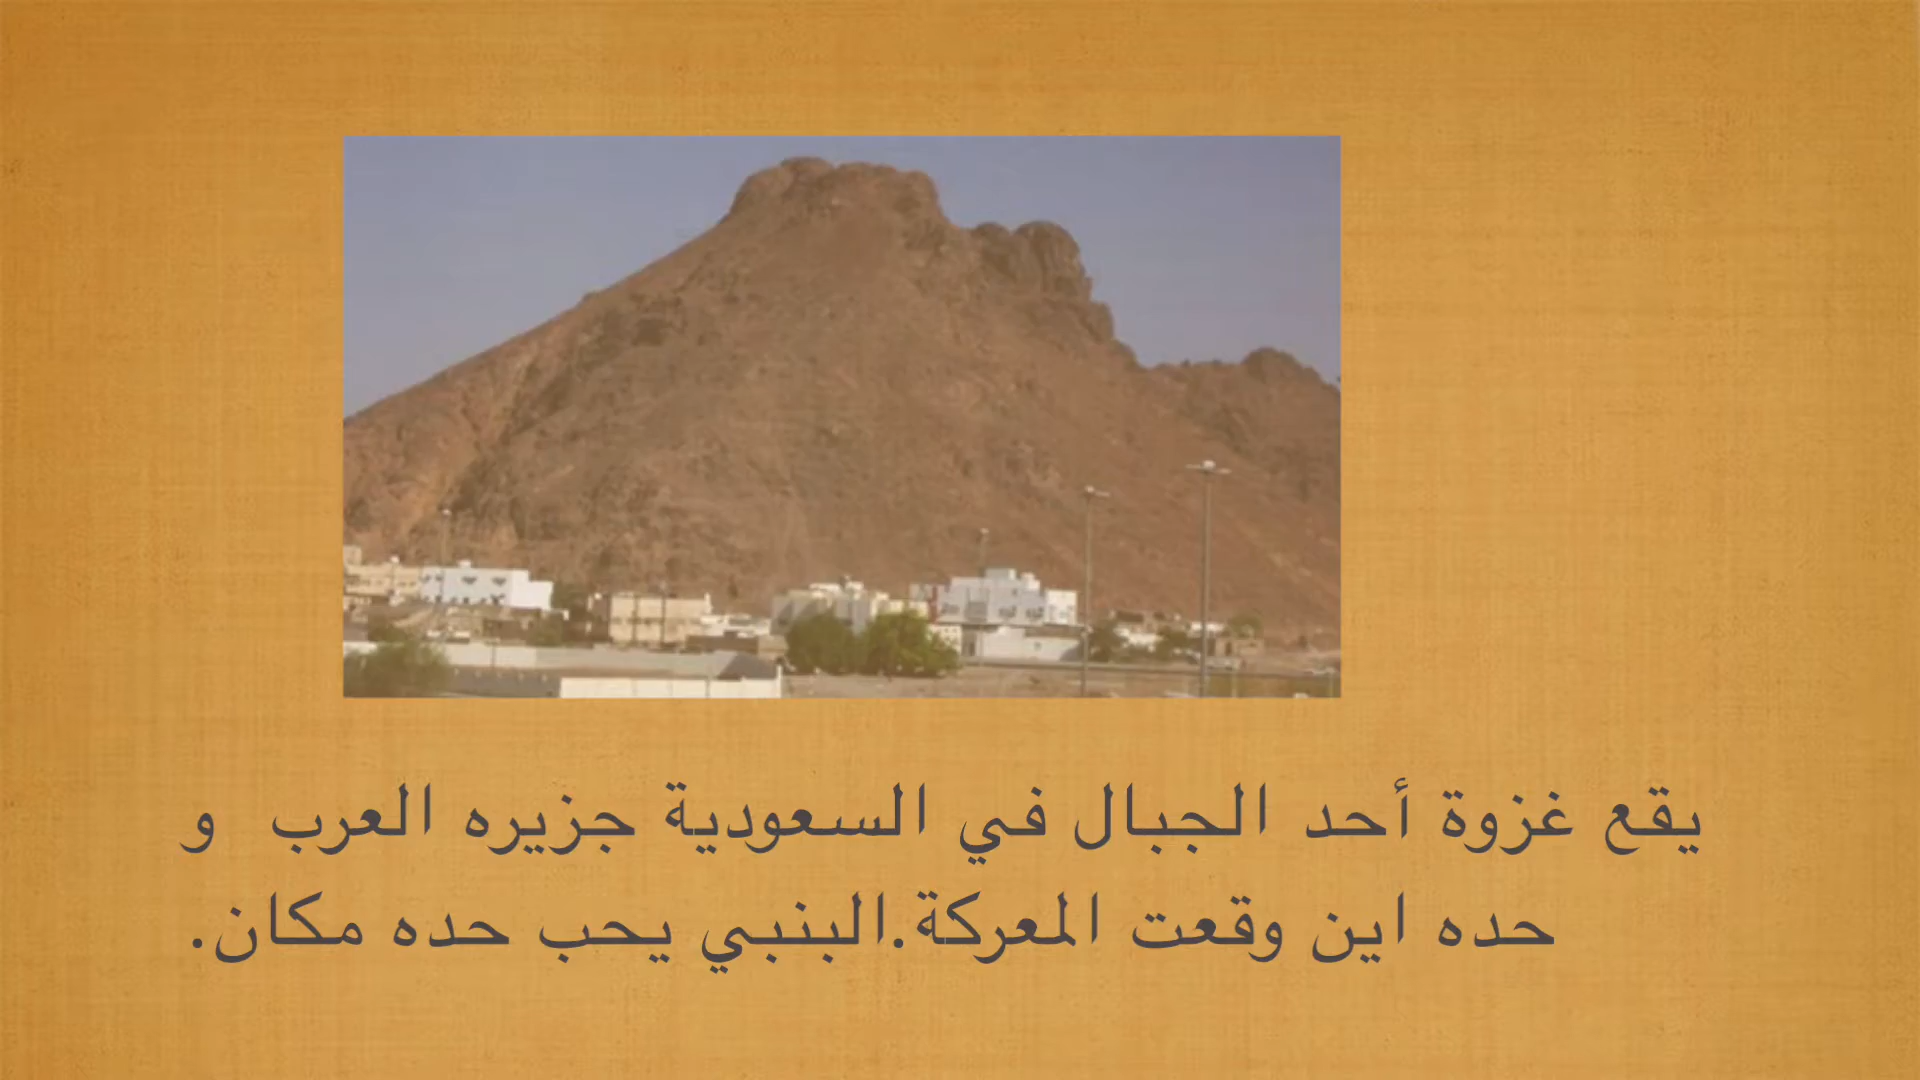 يقع غزوة أحد الجبال في السعودية جزيره العرب و
حده اين وقعت المعركة.البنبي يحب حده مكان.